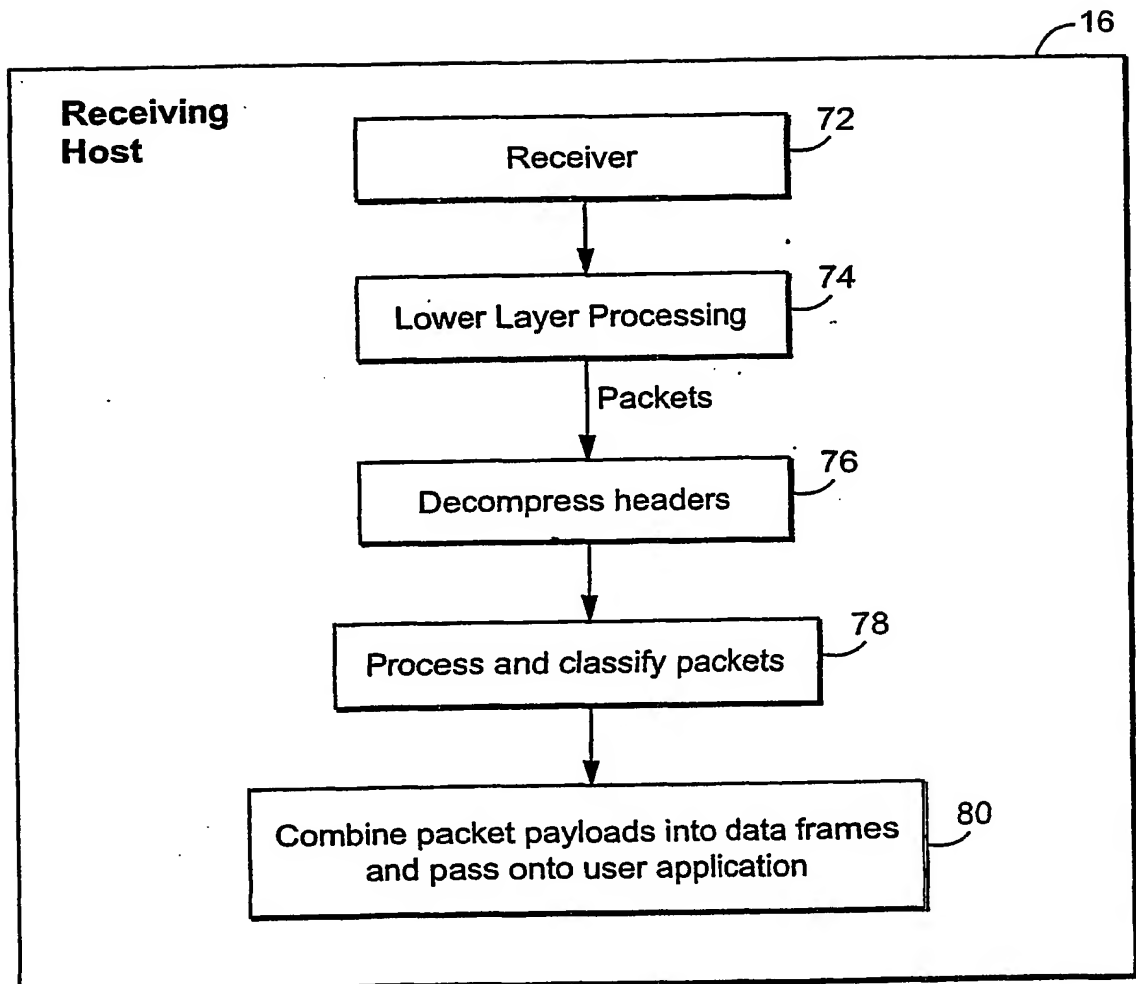 16
Receiving
Host
72
Receiver
74
Lower Layer Processing
Packets
76
Decompress headers
78
Process and classify packets
80
Combine packet payloads into data frames
and pass onto user application